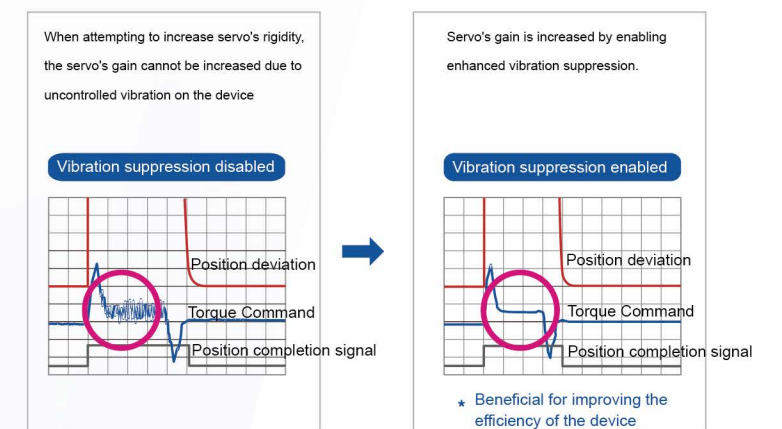 When attempting to increase servo's rigidity,
the servo's gain cannot be increased due to
uncontrolled vibration on the device
Vibration suppression disabled
Position deviation
Torque Command
Position completion signal
Servo's gain is increased by enabling
enhanced vibration suppression.
Vibration suppression enabled
Position deviation
Torque Command
Position completion signal
* Beneficial for improving the
efficiency of the device